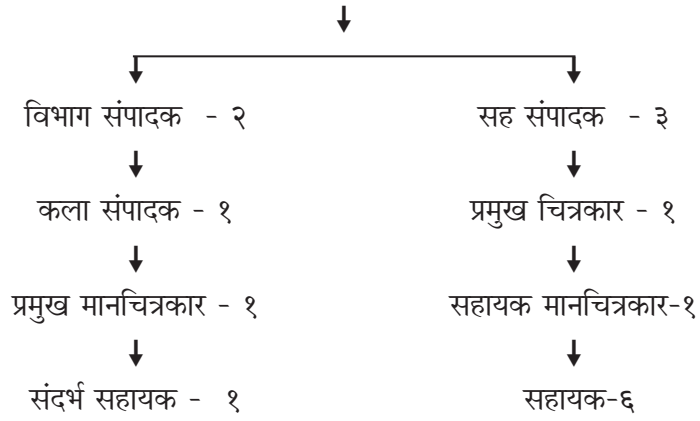 विभाग संपादक - २
सह संपादक - ३
कला संपादक - १
प्रमुख चित्रकार - १
प्रमुख मानचित्रकार - १
सहायक मानचित्रकार-१
संदर्भ सहायक - १
सहायक-६